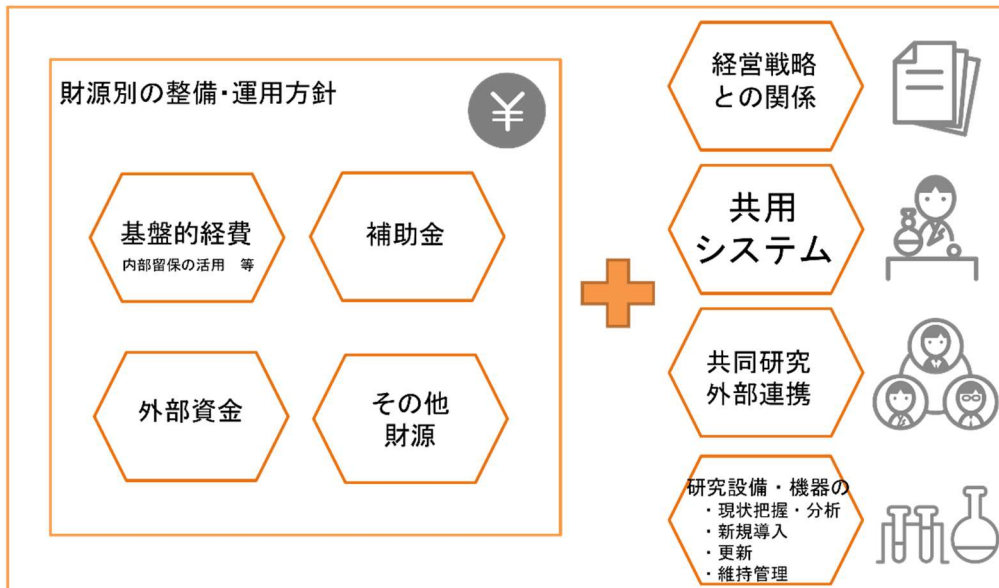 財源別の整備・運用方針
¥
基盤的経費
内部留保の活用　等
補助金
外部資金
その他
財源
経営戦略
との関係
共用
システム
共同研究
外部連携
研究設備・機器の
・現状把握・分析
・新規導入
・更新
・維持管理